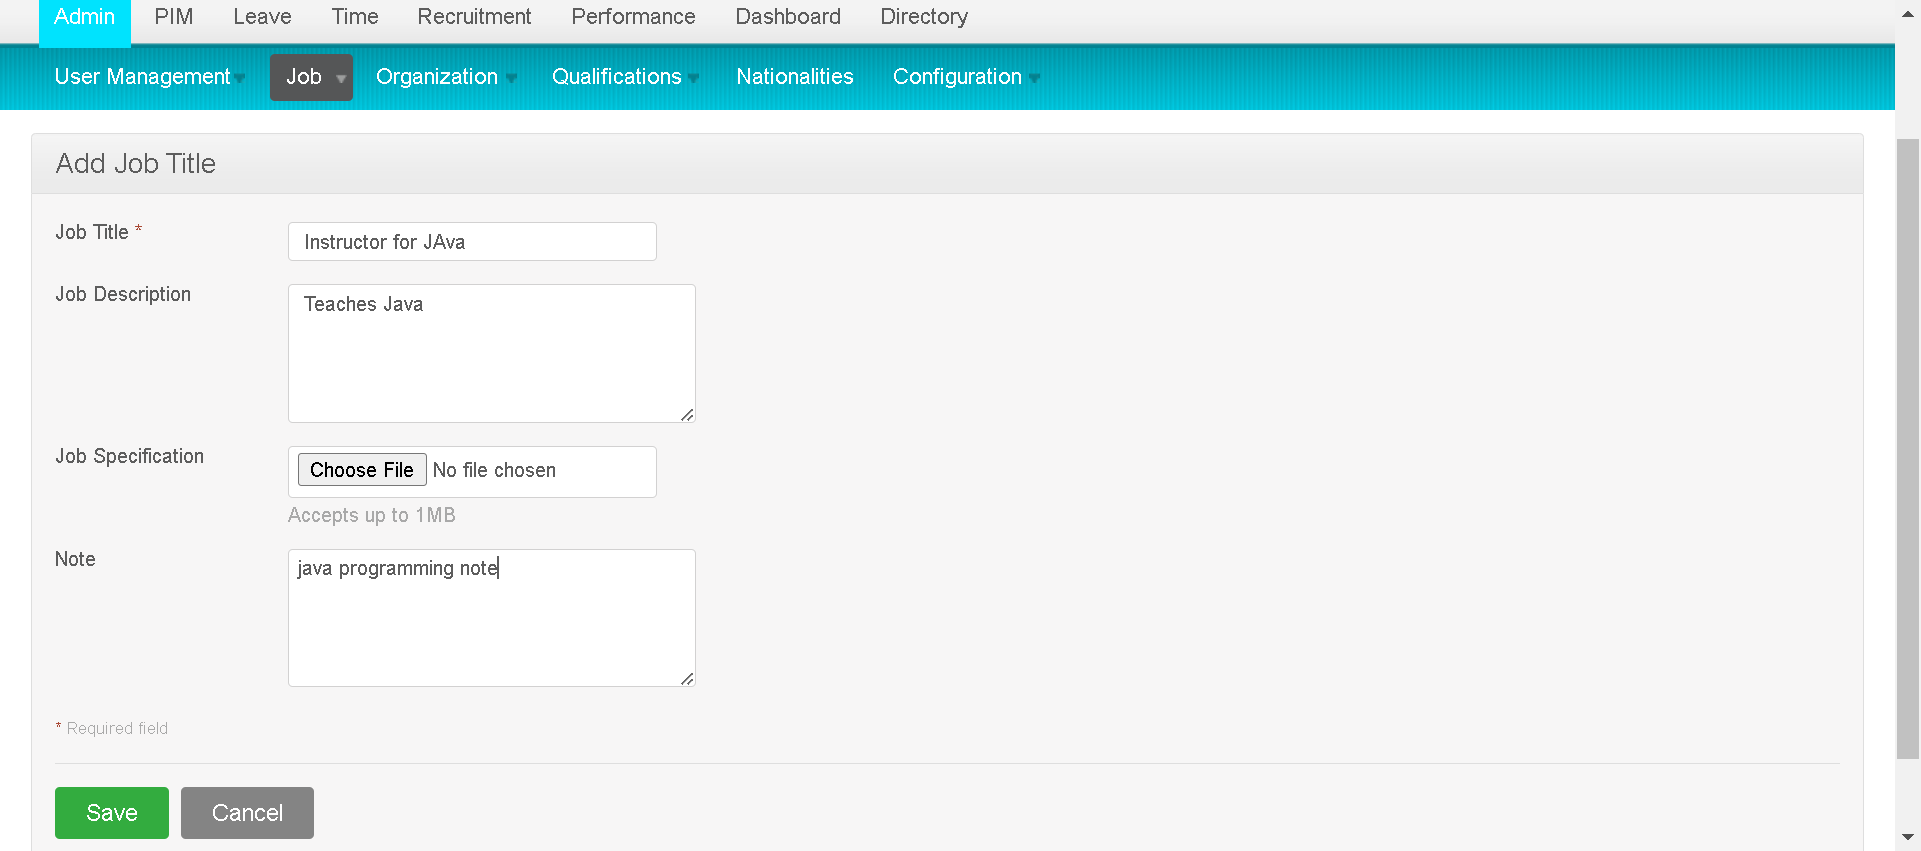 Admin PIM Leave Time Recruitment Performance Dashboard Directory
User Management Job Organization Qualifications Nationalities Configuration
Add Job Title
Job Title * Instructor for JAva
Job Description Teaches Java
Job Specification Choose File No file chosen
Accepts up to 1MB
Note java programming note
* Required field
Save Cancel